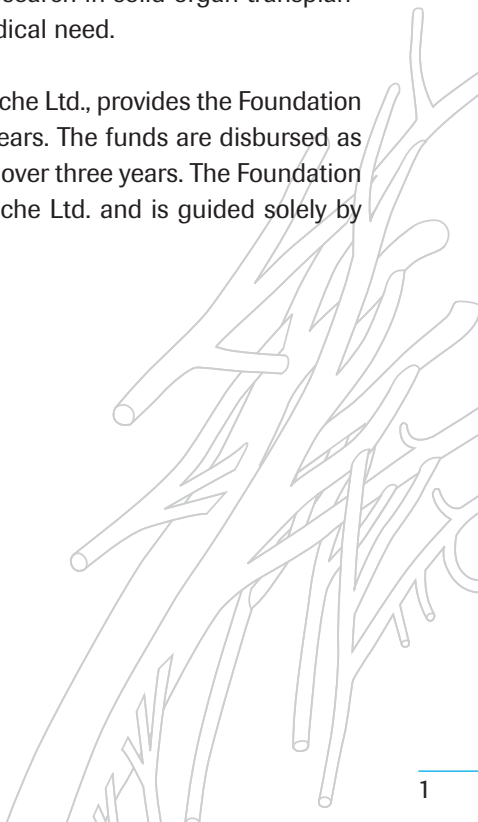 search in solid organ transplan-
dical need.
che Ltd., provides the Foundation
ears. The funds are disbursed as
over three years. The Foundation
che Ltd. and is guided solely by
1